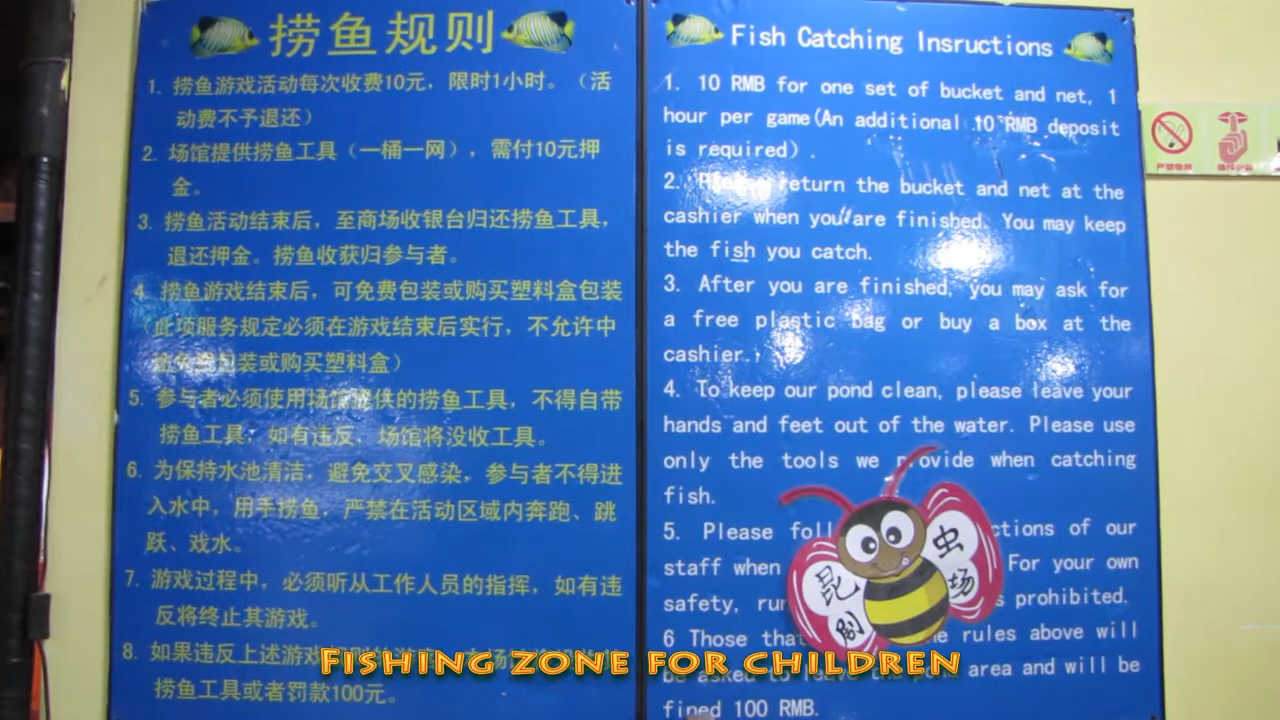 捞鱼规则
1. 捞鱼游戏活动每次收费10元，限时1小时。（活
动费不予退还）
2. 场馆提供捞鱼工具（一桶一网），需付10元押
金。
3. 捞鱼活动结束后，至商场收银台归还捞鱼工具，
退还押金。捞鱼收获归参与者。
4. 捞鱼游戏结束后，可免费包装或购买塑料盒包装
（此项服务规定必须在游戏结束后实行，不允许中
包装或购买塑料盒）
5. 参与者必须使用场馆提供的捞鱼工具，不得自带
捞鱼工具，如有违反，场馆将没收工具。
6. 为保持水池清洁，避免交叉感染，参与者不得进
入水中，用手捞鱼，严禁在活动区域内奔跑、跳
跃、戏水。
7. 游戏过程中，必须听从工作人员的指挥，如有违
反将终止其游戏。
8. 如果违反上述游戏
捞鱼工具或者罚款100元。
Fish Catching Insructions
1. 10 RMB for one set of bucket and net, 1
hour per game(An additional 10 RMB deposit
is required).
2. Please return the bucket and net at the
cashier when you are finished. You may keep
the fish you catch.
3. After you are finished, you may ask for
a free plastic bag or buy a box at the
cashier.
4. To keep our pond clean, please leave your
hands and feet out of the water. Please use
only the tools we provide when catching
fish.
5. Please foll ctions of our
staff when For your own
safety, run s prohibited.
6 Those that e rules above will
be asked to leave the area and will be
fined 100 RMB.
昆虫
剧场
FISHING ZONE FOR CHILDREN